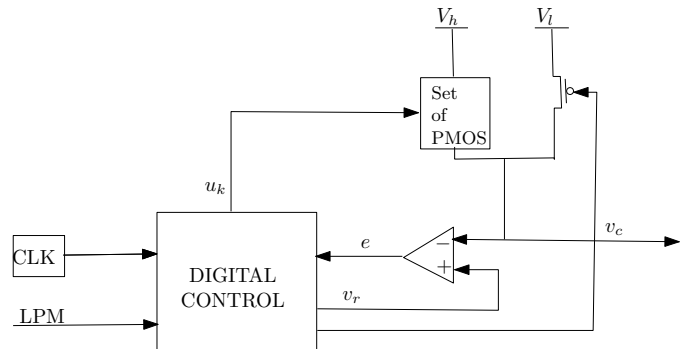 V_h
V_l
Set
of
PMOS
u_k
v_c
CLK
e
−
+
DIGITAL
CONTROL
v_r
LPM